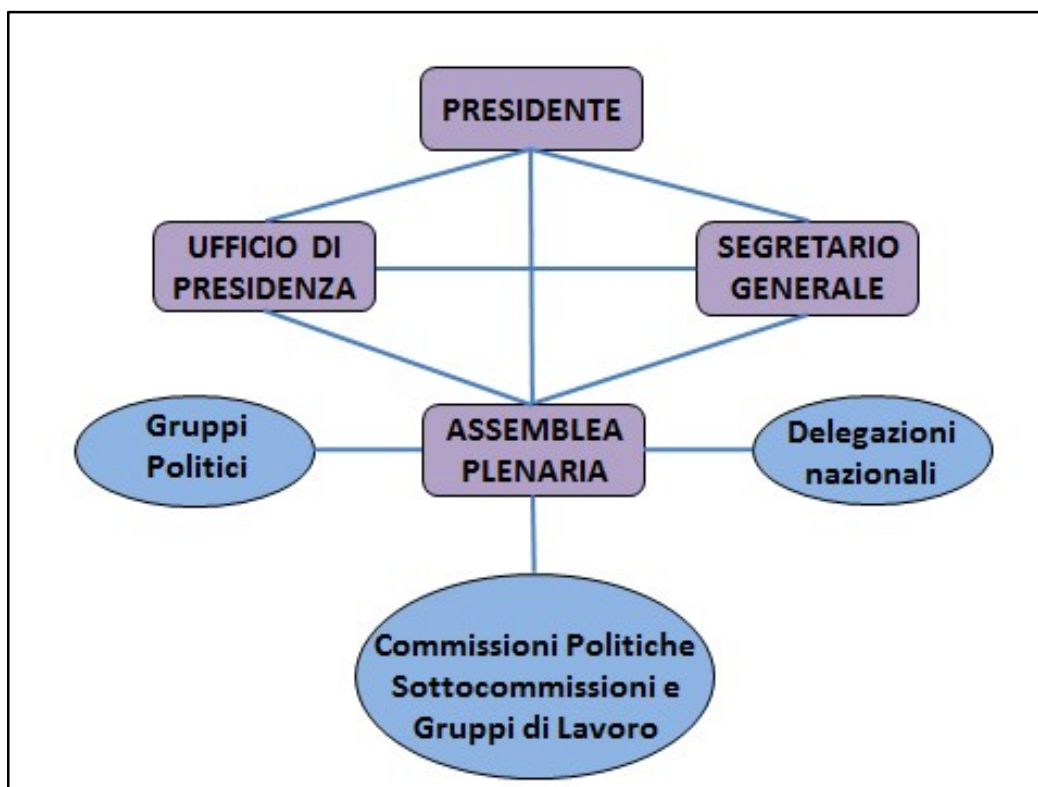 PRESIDENTE
UFFICIO DI
PRESIDENZA
SEGRETARIO
GENERALE
Gruppi
Politici
ASSEMBLEA
PLENARIA
Delegazioni
nazionali
Commissioni Politiche
Sottocommissioni e
Gruppi di Lavoro